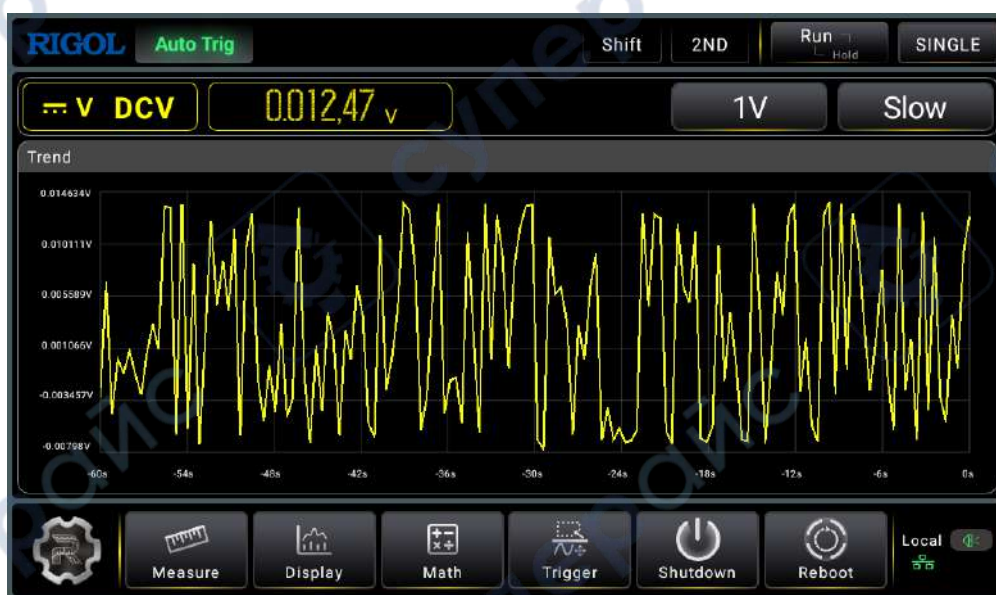 RIGOL Auto Trig Shift 2ND Run Hold SINGLE
V DCV 0.012,47 V 1V Slow
Trend
0.014634V
0.010111V
0.005589V
0.001065V
-0.003457V
-0.00798V
-60s -54s -48s -42s -36s -30s -24s -18s -12s -6s 0s
Measure Display Math Trigger Shutdown Reboot Local